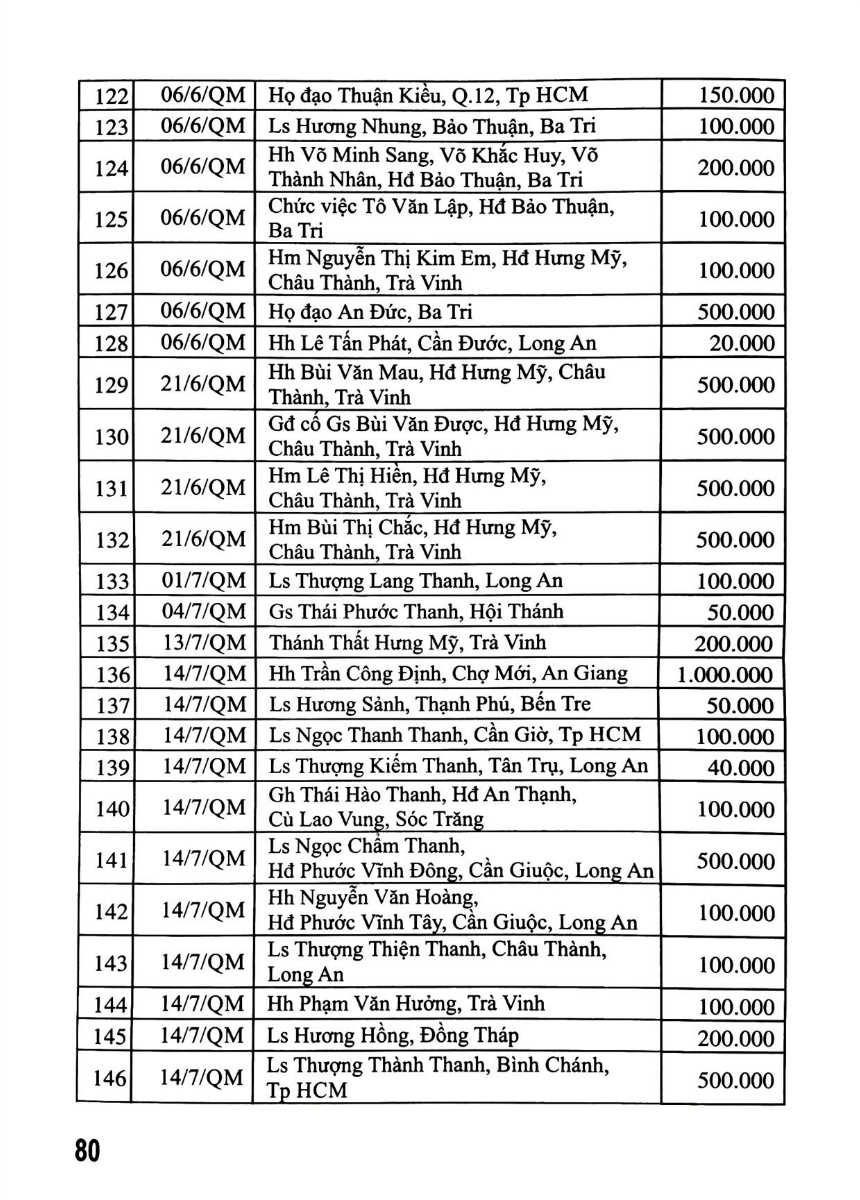 122 06/6/QM Họ đạo Thuận Kiều, Q.12, Tp HCM 150.000
123 06/6/QM Ls Hương Nhung, Bảo Thuận, Ba Tri 100.000
124 06/6/QM Hh Võ Minh Sang, Võ Khắc Huy, Võ
Thành Nhân, Hđ Bảo Thuận, Ba Tri 200.000
125 06/6/QM Chức việc Tô Văn Lập, Hđ Bảo Thuận,
Ba Tri 100.000
126 06/6/QM Hm Nguyễn Thị Kim Em, Hđ Hưng Mỹ,
Châu Thành, Trà Vinh 100.000
127 06/6/QM Họ đạo An Đức, Ba Tri 500.000
128 06/6/QM Hh Lê Tấn Phát, Cần Đước, Long An 20.000
129 21/6/QM Hh Bùi Văn Mau, Hđ Hưng Mỹ, Châu
Thành, Trà Vinh 500.000
130 21/6/QM Gđ cố Gs Bùi Văn Được, Hđ Hưng Mỹ,
Châu Thành, Trà Vinh 500.000
131 21/6/QM Hm Lê Thị Hiền, Hđ Hưng Mỹ,
Châu Thành, Trà Vinh 500.000
132 21/6/QM Hm Bùi Thị Chắc, Hđ Hưng Mỹ,
Châu Thành, Trà Vinh 500.000
133 01/7/QM Ls Thượng Lang Thanh, Long An 100.000
134 04/7/QM Gs Thái Phước Thanh, Hội Thánh 50.000
135 13/7/QM Thánh Thất Hưng Mỹ, Trà Vinh 200.000
136 14/7/QM Hh Trần Công Định, Chợ Mới, An Giang 1.000.000
137 14/7/QM Ls Hương Sảnh, Thạnh Phú, Bến Tre 50.000
138 14/7/QM Ls Ngọc Thanh Thanh, Cần Giờ, Tp HCM 100.000
139 14/7/QM Ls Thượng Kiếm Thanh, Tân Trụ, Long An 40.000
140 14/7/QM Gh Thái Hào Thanh, Hđ An Thạnh,
Cù Lao Vung, Sóc Trăng 100.000
141 14/7/QM Ls Ngọc Chẩm Thanh,
Hđ Phước Vĩnh Đông, Cần Giuộc, Long An 500.000
142 14/7/QM Hh Nguyễn Văn Hoàng,
Hđ Phước Vĩnh Tây, Cần Giuộc, Long An 100.000
143 14/7/QM Ls Thượng Thiện Thanh, Châu Thành,
Long An 100.000
144 14/7/QM Hh Phạm Văn Hưởng, Trà Vinh 100.000
145 14/7/QM Ls Hương Hồng, Đồng Tháp 200.000
146 14/7/QM Ls Thượng Thành Thanh, Bình Chánh,
Tp HCM 500.000
80